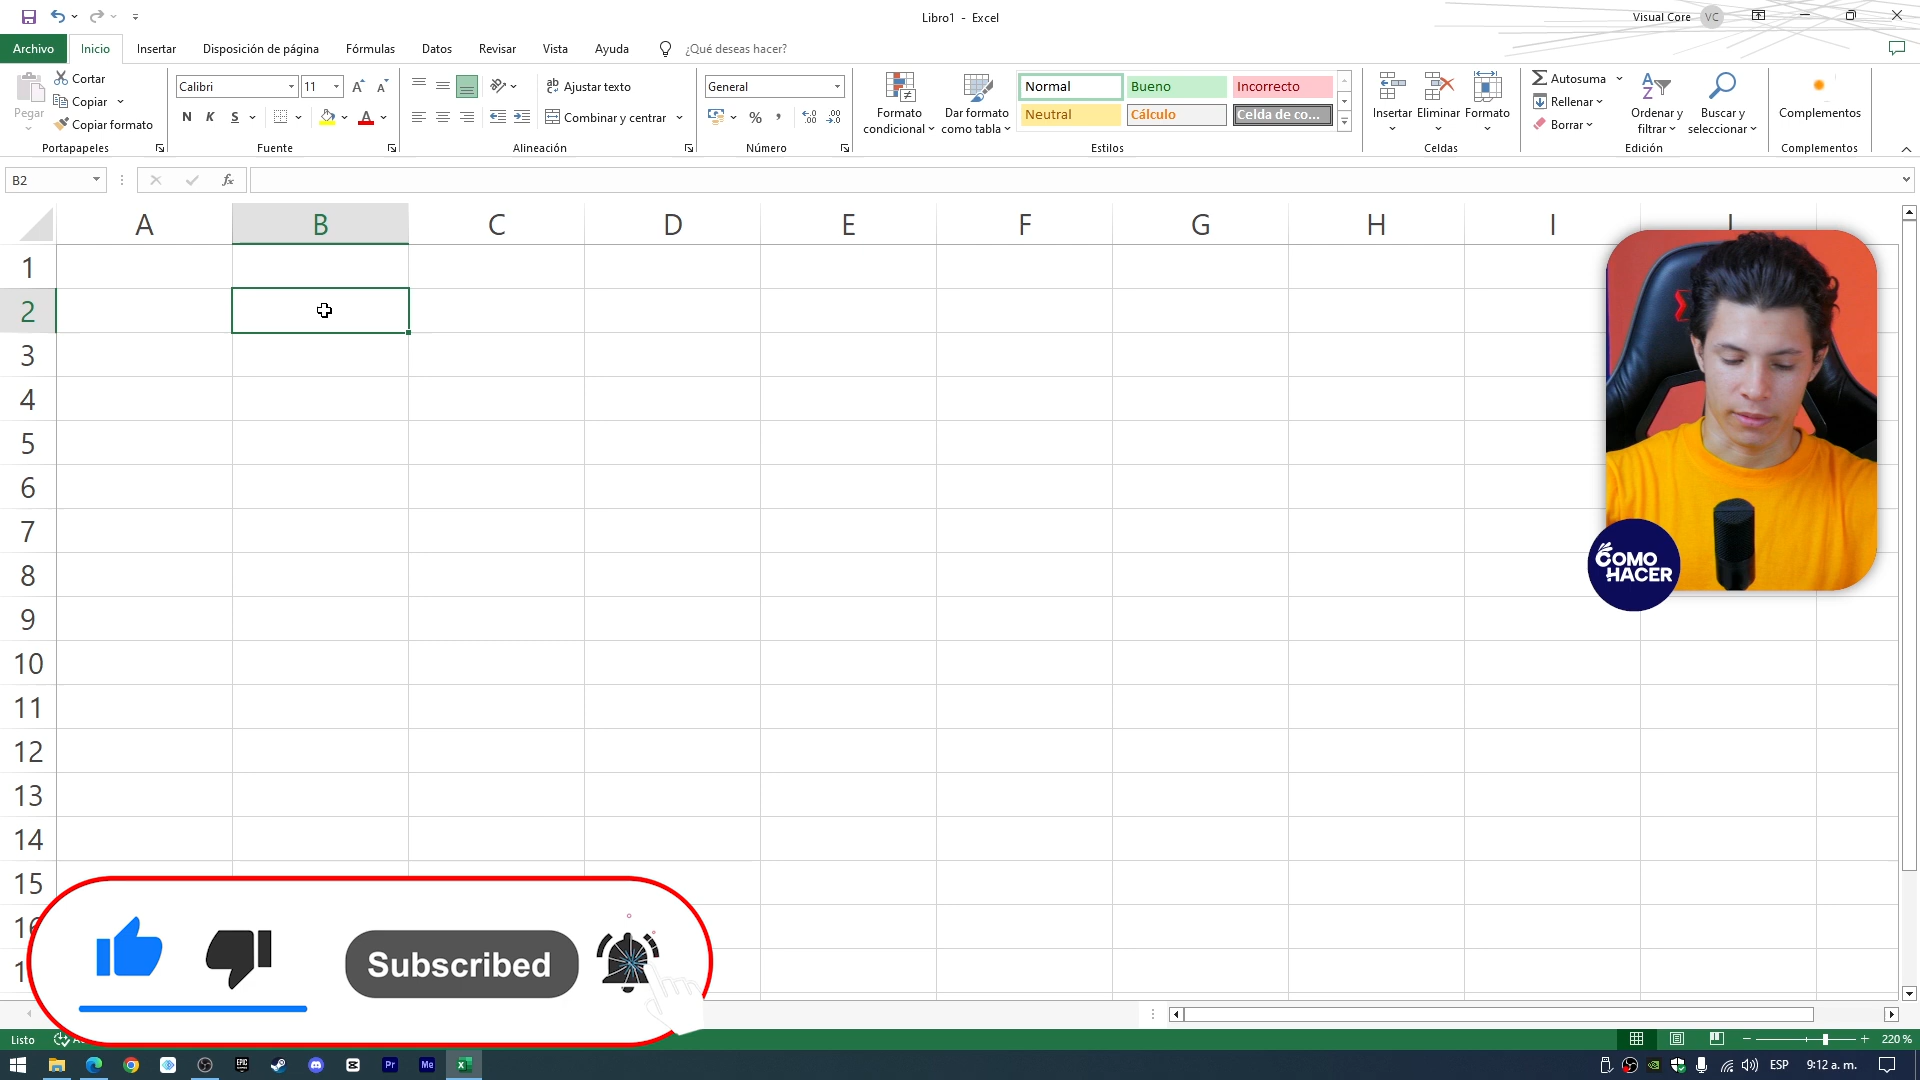 Libro1 - Excel
Visual Core VC
Archivo Inicio Insertar Disposición de página Fórmulas Datos Revisar Vista Ayuda ¿Qué deseas hacer?
Pegar
Cortar
Copiar
Copiar formato
Portapapeles
Calibri 11
N K S
Fuente
Ajustar texto
Combinar y centrar
Alineación
General
%
Número
Formato condicional
Dar formato como tabla
Normal Bueno Incorrecto
Neutral Cálculo Celda de co...
Estilos
Insertar Eliminar Formato
Celdas
Autosuma
Rellenar
Borrar
Ordenar y filtrar
Buscar y seleccionar
Edición
Complementos
Complementos
B2
fx
A B C D E F G H I
1
2
3
4
5
6
7
8
9
10
11
12
13
14
15
CÓMO
HACER
Subscribed
Listo
220 %
Pr Me
ESP 9:12 a. m.